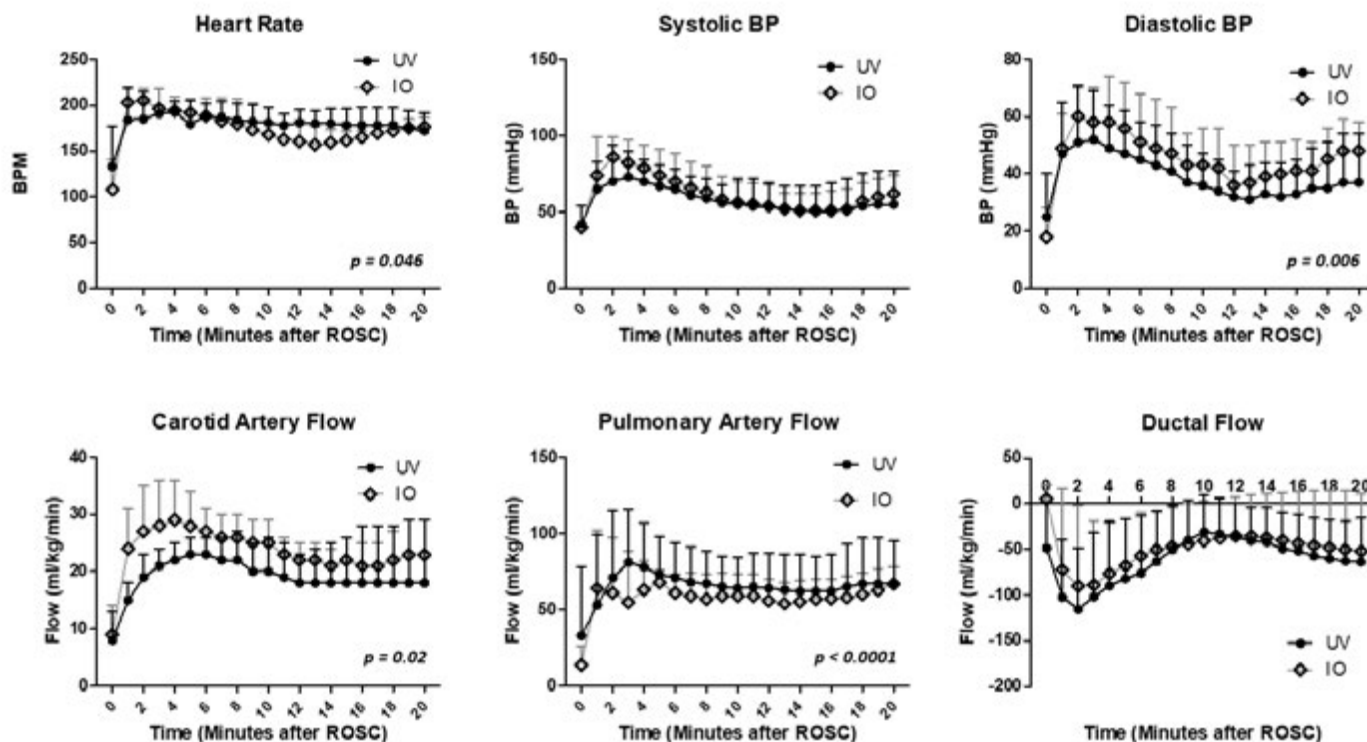 Heart Rate
250
200
150
100
50
0
BPM
UV
IO
p = 0.046
0 2 4 6 8 10 12 14 16 18 20
Time (Minutes after ROSC)
Systolic BP
150
100
50
0
BP (mmHg)
UV
IO
0 2 4 6 8 10 12 14 16 18 20
Time (Minutes after ROSC)
Diastolic BP
80
60
40
20
0
BP (mmHg)
UV
IO
p = 0.006
0 2 4 6 8 10 12 14 16 18 20
Time (Minutes after ROSC)
Carotid Artery Flow
40
30
20
10
0
Flow (ml/kg/min)
UV
IO
p = 0.02
0 2 4 6 8 10 12 14 16 18 20
Time (Minutes after ROSC)
Pulmonary Artery Flow
150
100
50
0
Flow (ml/kg/min)
UV
IO
p < 0.0001
0 2 4 6 8 10 12 14 16 18 20
Time (Minutes after ROSC)
Ductal Flow
50
0
-50
-100
-150
-200
Flow (ml/kg/min)
0 2 4 6 8 10 12 14 16 18 20
UV
IO
Time (Minutes after ROSC)